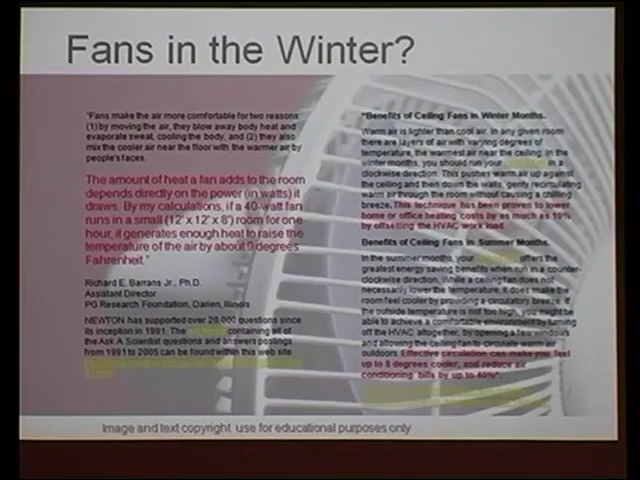 Fans in the Winter?
"Fans make the air more comfortable for two reasons:
(1) by moving the air, they blow away body heat and
evaporate sweat, cooling the body, and (2) they also
mix the cooler air near the floor with the warmer air by
people's faces.
The amount of heat a fan adds to the room
depends directly on the power (in watts) it
draws. By my calculations, if a 40-watt fan
runs in a small (12' x 12' x 8') room for one
hour, it generates enough heat to raise the
temperature of the air by about 9 degrees
Fahrenheit."
Richard E. Barrans Jr., Ph.D.
Assistant Director
PG Research Foundation, Darien, Illinois
NEWTON has supported over 20,000 questions since
its inception in 1991. The containing all of
the Ask A Scientist questions and answers postings
from 1991 to 2005 can be found within this web site.
"Benefits of Ceiling Fans in Winter Months.
Warm air is lighter than cool air. In any given room
there are layers of air with varying degrees of
temperature, the warmest air near the ceiling. In the
winter months, you should run your in a
clockwise direction. This pushes warm air up against
the ceiling and then down the walls, gently recirculating
warm air through the room without causing a chilling
breeze. This technique has been proven to lower
home or office heating costs by as much as 10%
by offsetting the HVAC work load.
Benefits of Ceiling Fans in Summer Months.
In the summer months, your offers the
greatest energy saving benefits when run in a counter-
clockwise direction. While a ceiling fan does not
necessarily lower the temperature, it does make the
room feel cooler by providing a circulatory breeze. If
the outside temperature is not too high, you might be
able to achieve a comfortable environment by turning
off the HVAC altogether, by opening a few windows
and allowing the ceiling fan to circulate warm air
outdoors. Effective circulation can make you feel
up to 8 degrees cooler, and reduce air
conditioning bills by up to 40%".
Image and text copyright use for educational purposes only